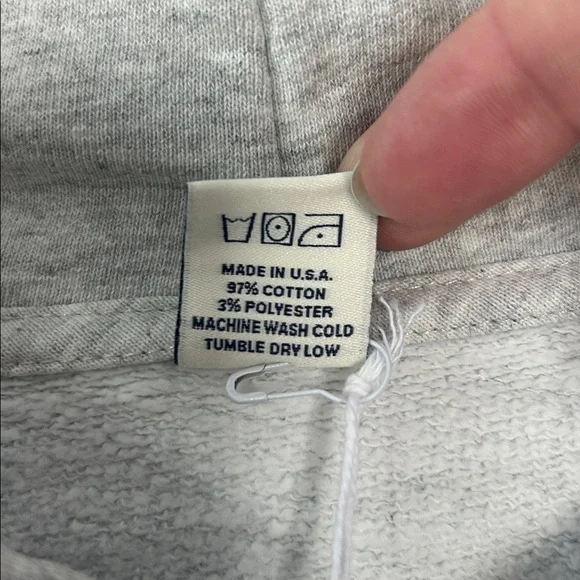 MADE IN U.S.A.
97% COTTON
3% POLYESTER
MACHINE WASH COLD
TUMBLE DRY LOW